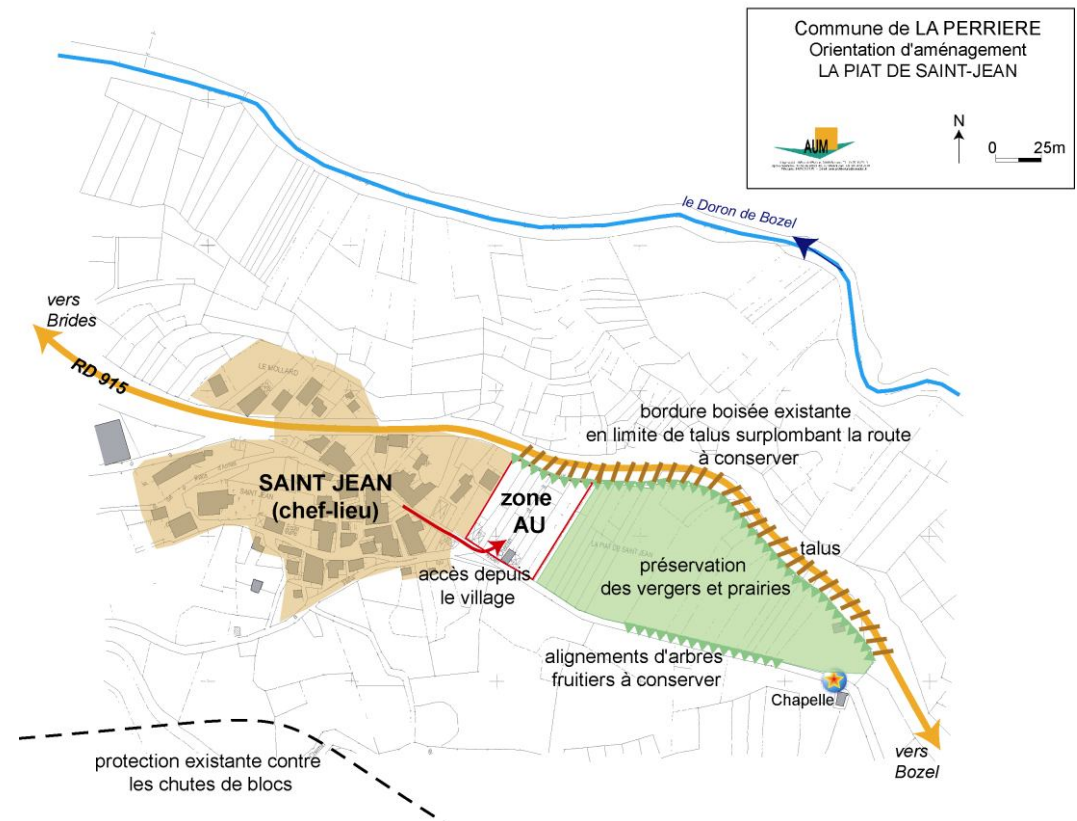 Commune de LA PERRIERE
Orientation d'aménagement
LA PIAT DE SAINT-JEAN
AUM
N
0 25m
le Doron de Bozel
vers
Brides
RD 915
LE MOLLARD
bordure boisée existante
en limite de talus surplombant la route
à conserver
SAINT JEAN
(chef-lieu)
SAINT JEAN
zone
AU
LA PIAT DE SAINT JEAN
talus
préservation
des vergers et prairies
accès depuis
le village
alignements d'arbres
fruitiers à conserver
Chapelle
vers
Bozel
protection existante contre
les chutes de blocs